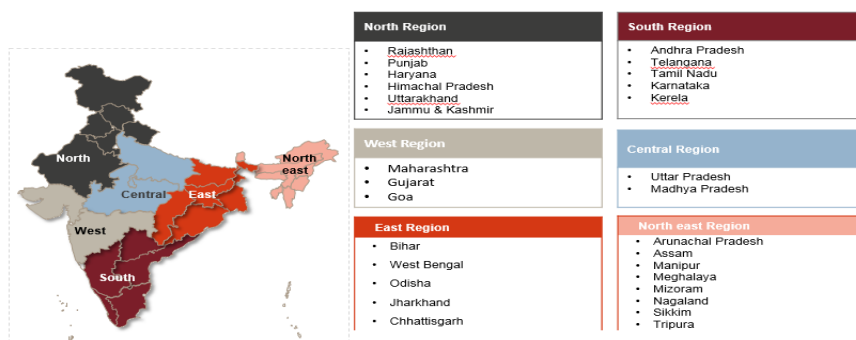 North
North
east
Central
East
West
South
North Region
• Rajashthan
• Punjab
• Haryana
• Himachal Pradesh
• Uttarakhand
• Jammu & Kashmir
South Region
• Andhra Pradesh
• Telangana
• Tamil Nadu
• Karnataka
• Kerela
West Region
• Maharashtra
• Gujarat
• Goa
Central Region
• Uttar Pradesh
• Madhya Pradesh
East Region
• Bihar
• West Bengal
• Odisha
• Jharkhand
• Chhattisgarh
North east Region
• Arunachal Pradesh
• Assam
• Manipur
• Meghalaya
• Mizoram
• Nagaland
• Sikkim
• Tripura